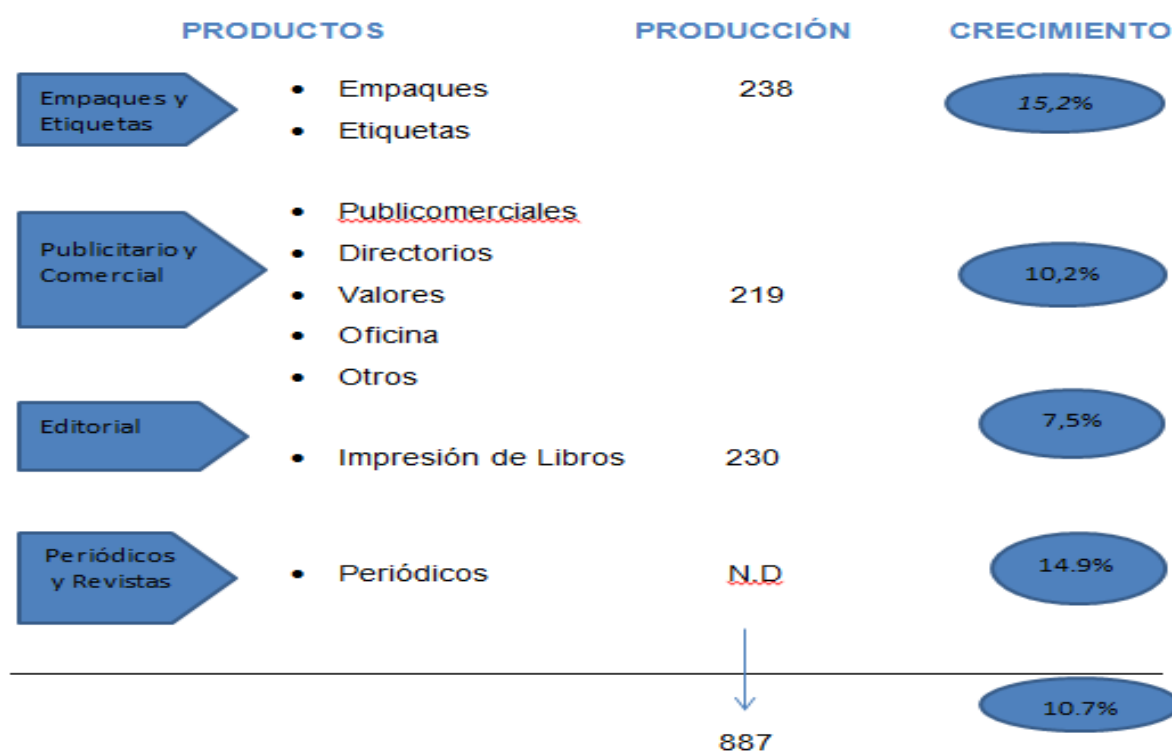 PRODUCTOS PRODUCCIÓN CRECIMIENTO
Empaques y
Etiquetas
• Empaques 238 15,2%
• Etiquetas
Publicitario y
Comercial
• Publicomerciales
• Directorios
• Valores 219 10,2%
• Oficina
• Otros
Editorial
• Impresión de Libros 230 7,5%
Periódicos
y Revistas
• Periódicos N.D 14.9%
887 10.7%